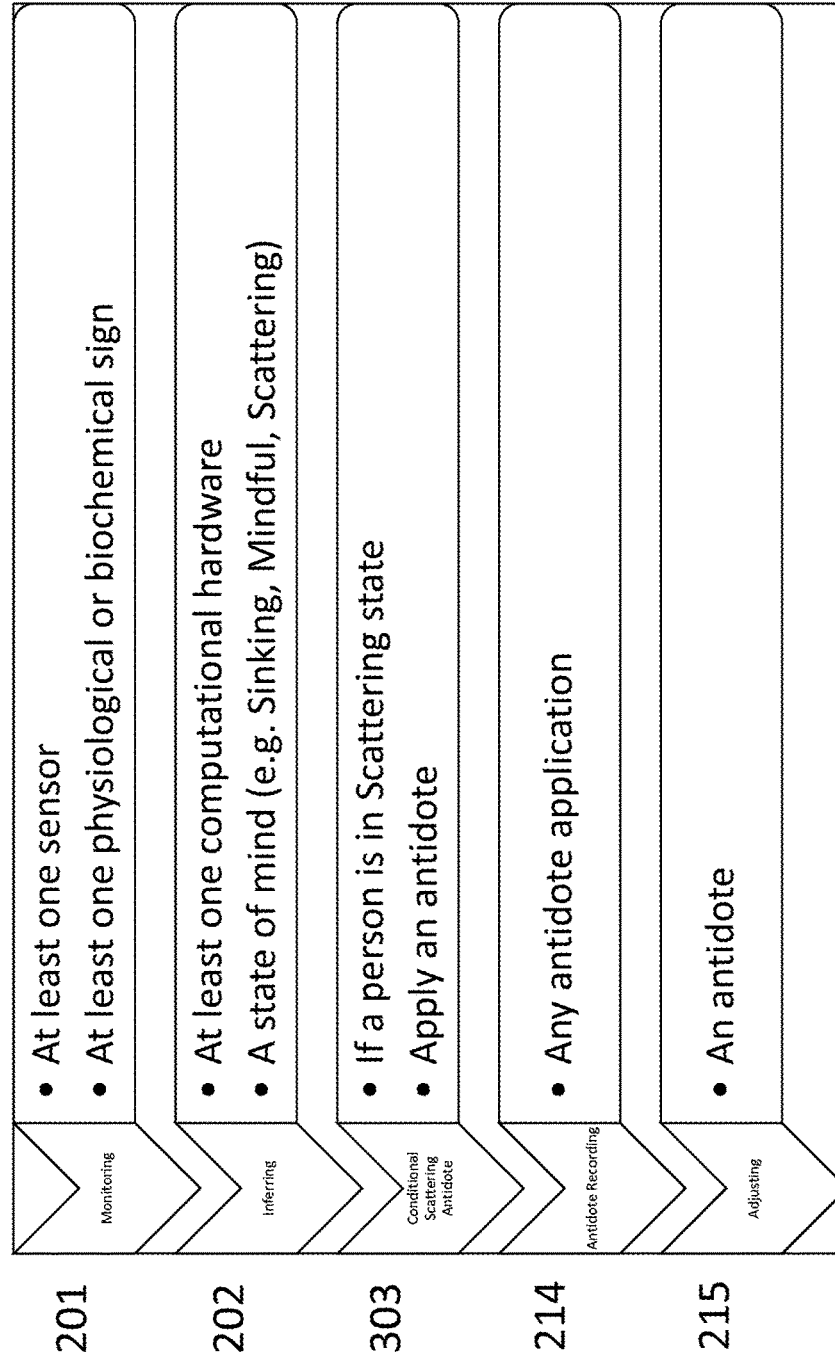 201
Monitoring
• At least one sensor
• At least one physiological or biochemical sign
202
Inferring
• At least one computational hardware
• A state of mind (e.g. Sinking, Mindful, Scattering)
303
Conditional
Scattering
Antidote
• If a person is in Scattering state
• Apply an antidote
214
Antidote Recording
• Any antidote application
215
Adjusting
• An antidote